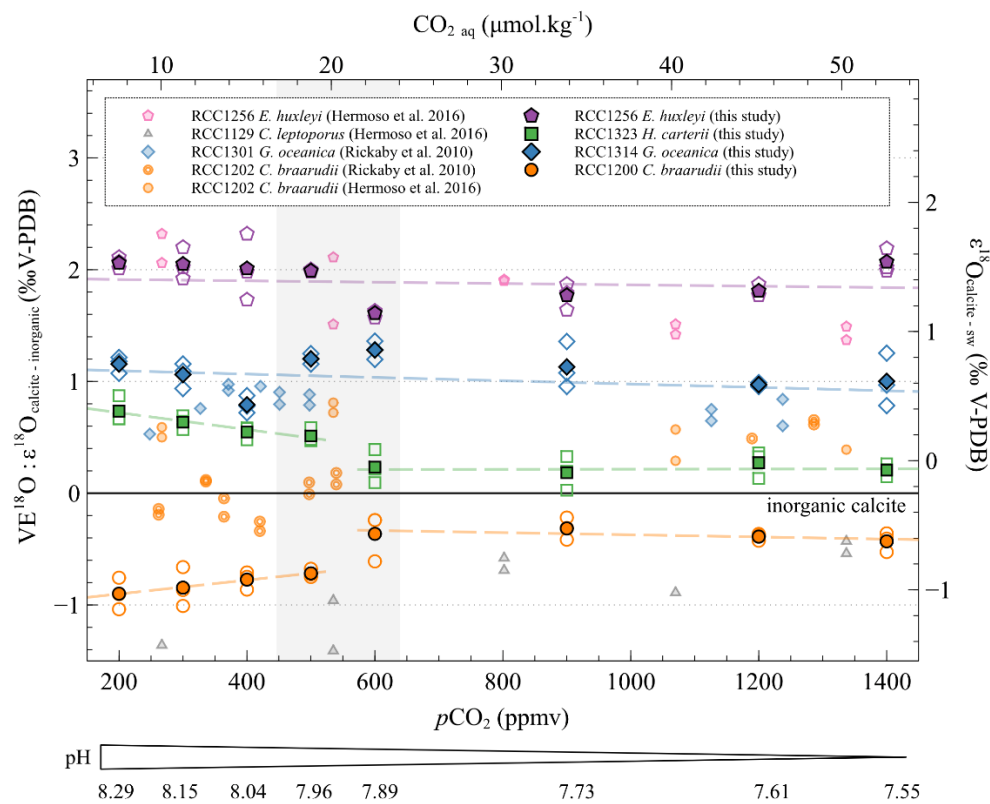 CO2 aq (μmol.kg-1)
10 20 30 40 50
RCC1256 E. huxleyi (Hermoso et al. 2016)
RCC1129 C. leptoporus (Hermoso et al. 2016)
RCC1301 G. oceanica (Rickaby et al. 2010)
RCC1202 C. braarudii (Rickaby et al. 2010)
RCC1202 C. braarudii (Hermoso et al. 2016)
RCC1256 E. huxleyi (this study)
RCC1323 H. carterii (this study)
RCC1314 G. oceanica (this study)
RCC1200 C. braarudii (this study)
VE18O : ε18Ocalcite - inorganic (‰ V-PDB)
3
2
1
0
−1
2
1
0
−1
ε18Ocalcite - sw (‰ V-PDB)
inorganic calcite
200 400 600 800 1000 1200 1400
pCO2 (ppmv)
pH
8.29 8.15 8.04 7.96 7.89 7.73 7.61 7.55